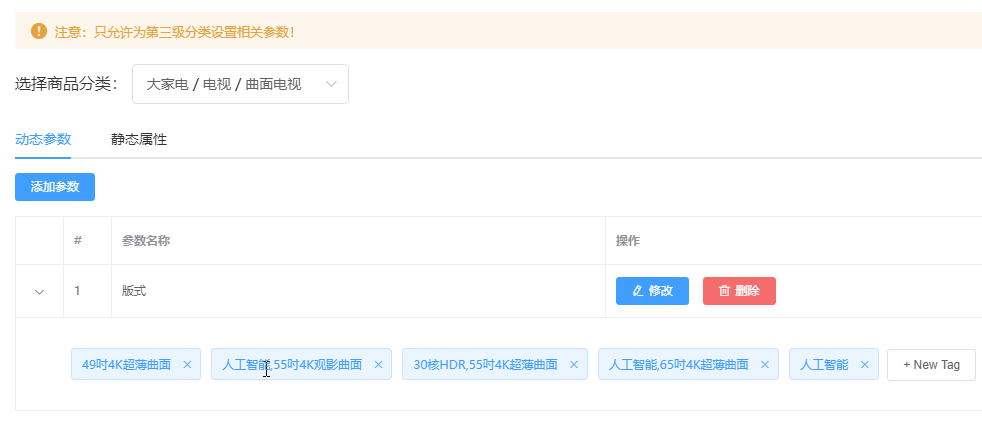 注意：只允许为第三级分类设置相关参数！
选择商品分类： 大家电 / 电视 / 曲面电视
动态参数 静态属性
添加参数
# 参数名称 操作
1 版式 修改 删除
49吋4K超薄曲面 人工智能,55吋4K观影曲面 30核HDR,55吋4K超薄曲面 人工智能,65吋4K超薄曲面 人工智能 + New Tag